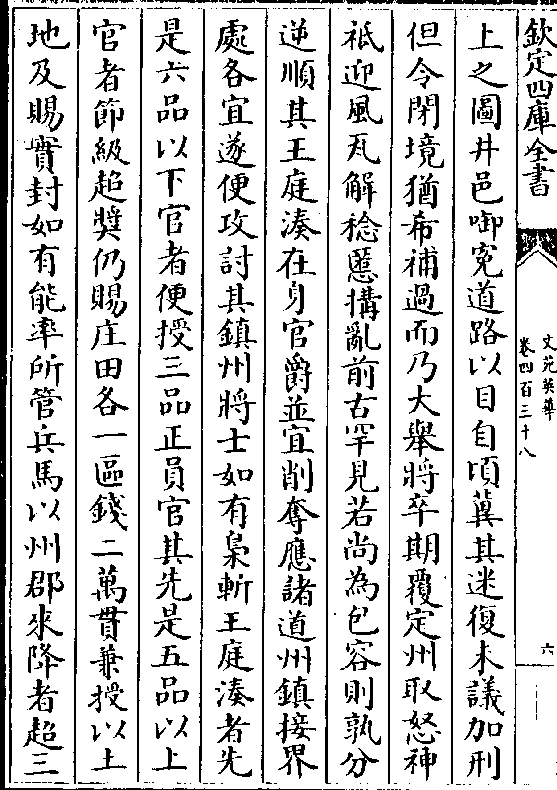 欽定四庫全書
文苑英華
卷四百三十八
六
上之圖井邑啣寃道路以目自頃冀其迷復未議加刑
但令閉境猶希補過而乃大舉將卒期覆定州取怒神
祇迎風瓦解稔慝搆亂前古罕見若尚為包容則孰分
逆順其王庭湊在身官爵並宜削奪應諸道州鎮接界
處各宜遂便攻討其鎮州將士如有梟斬王庭湊者先
是六品以下官者便授三品正員官其先是五品以上
官者節級超奬仍賜庄田各一區錢二萬貫兼授以上
地及賜實封如有能率所管兵馬以州郡來降者超三